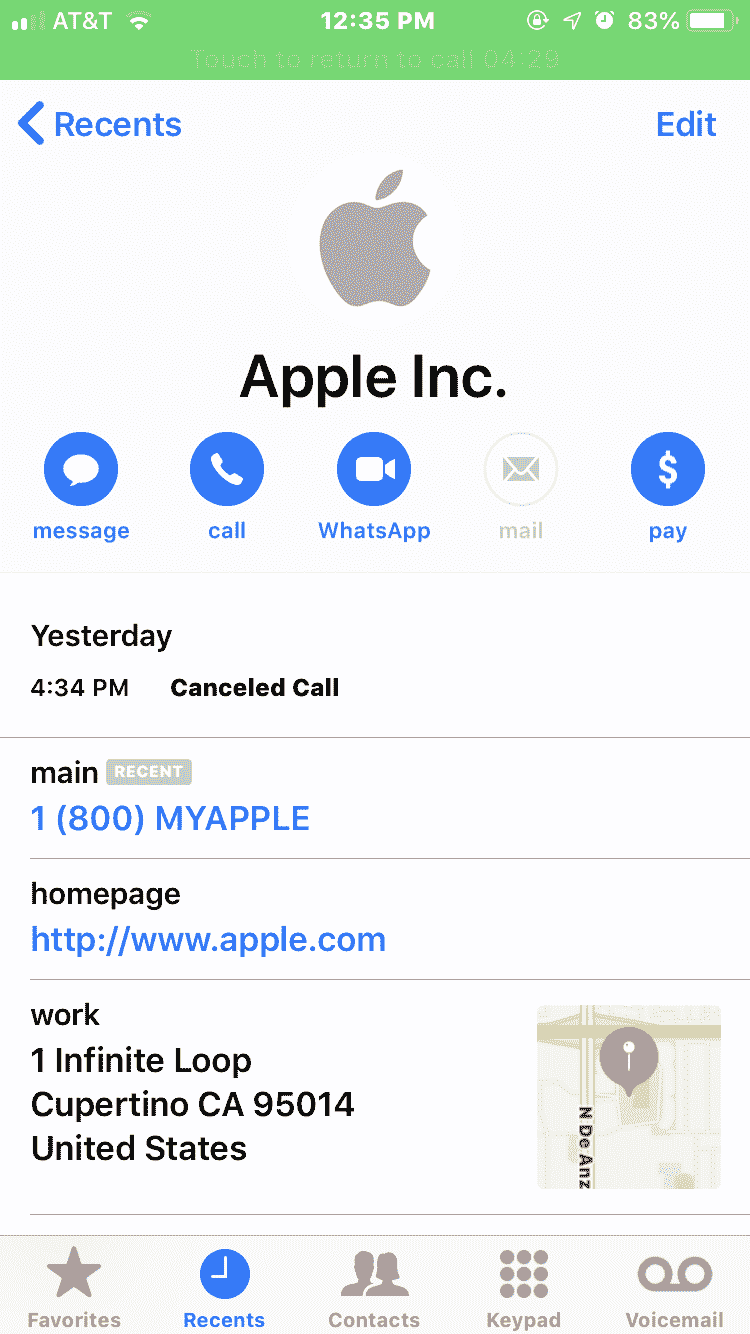 AT&T 12:35 PM 83%
Touch to return to call 04:29
Recents Edit
Apple Inc.
message call WhatsApp mail pay
$
Yesterday
4:34 PM Canceled Call
main RECENT
1 (800) MYAPPLE
homepage
http://www.apple.com
work
1 Infinite Loop
Cupertino CA 95014
United States
N De Anz
Favorites Recents Contacts Keypad Voicemail